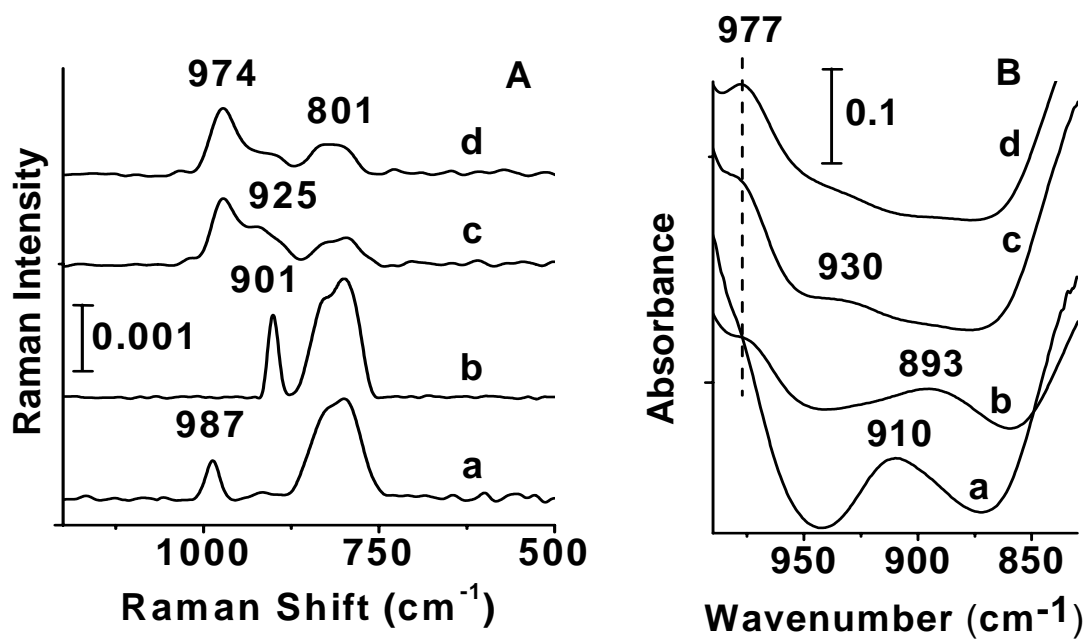 A
974
801
d
925
c
901
0.001
b
987
a
Raman Intensity
1000
750
500
Raman Shift (cm-1)
977
B
0.1
d
c
930
893
b
910
a
Absorbance
950
900
850
Wavenumber (cm-1)